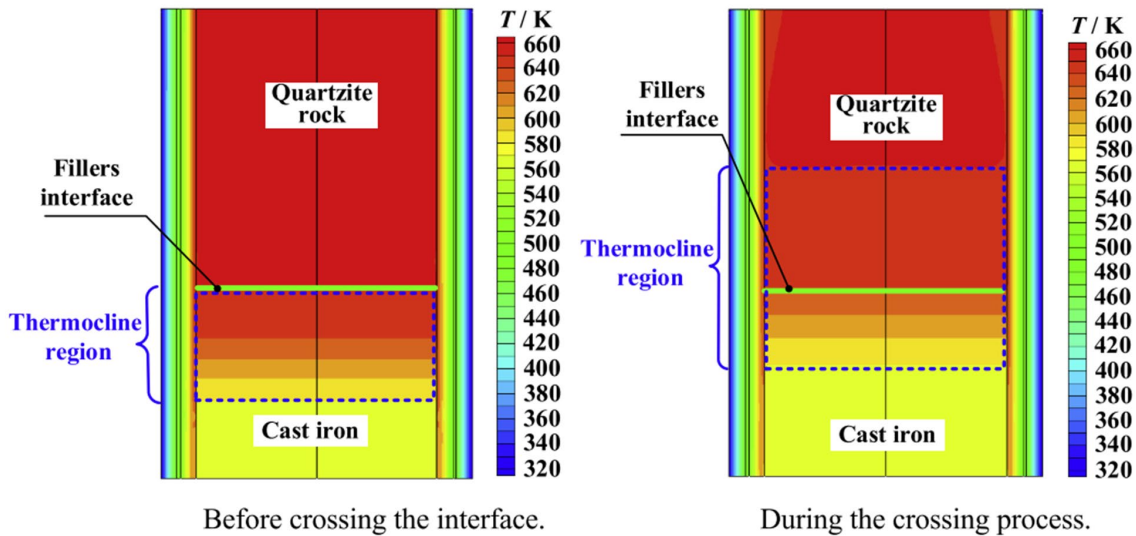 T / K
660
640
620
600
580
560
540
520
500
480
460
440
420
400
380
360
340
320
Quartzite
rock
Fillers
interface
Thermocline
region
Cast iron
Before crossing the interface.
T / K
660
640
620
600
580
560
540
520
500
480
460
440
420
400
380
360
340
320
Quartzite
rock
Fillers
interface
Thermocline
region
Cast iron
During the crossing process.